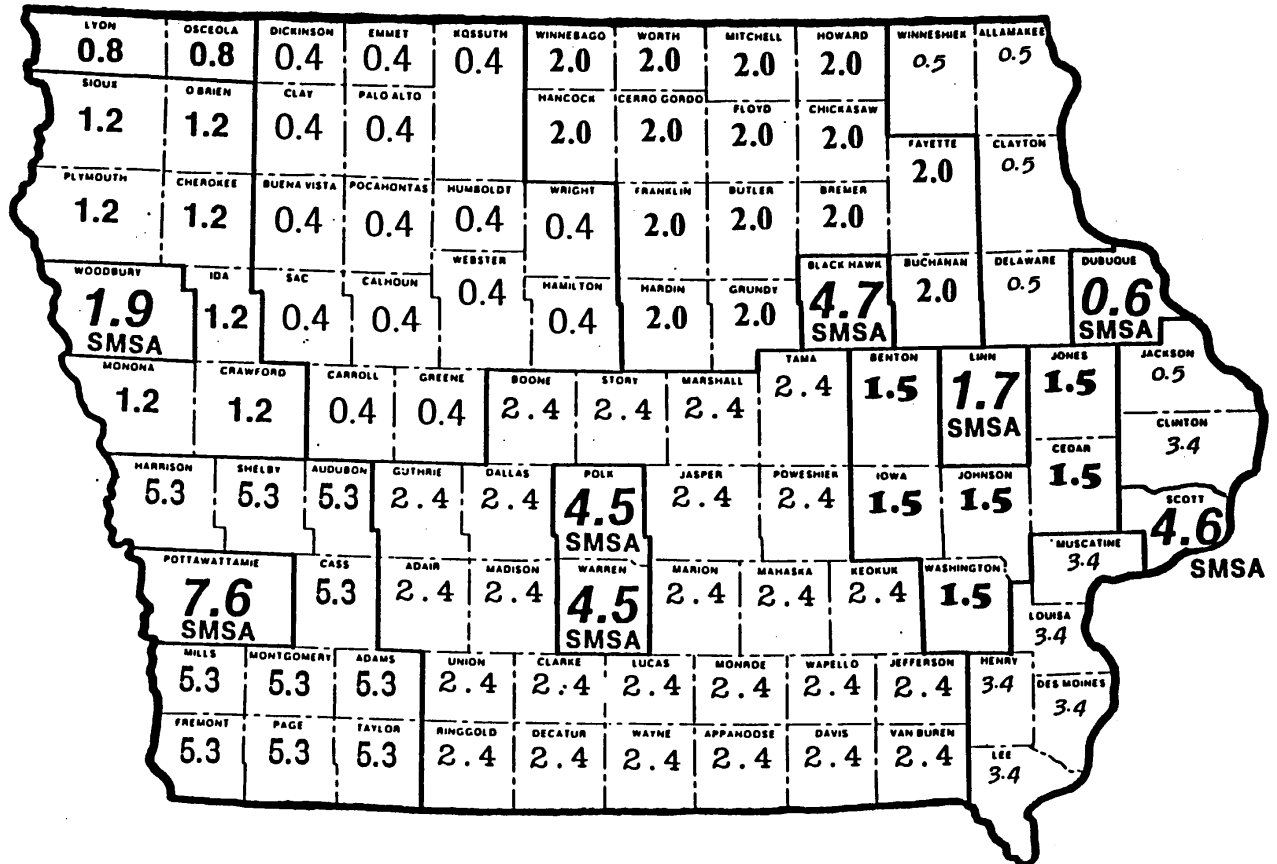 LYON OSCEOLA DICKINSON EMMET KOSSUTH WINNEBAGO WORTH MITCHELL HOWARD WINNESHIEK ALLAMAKEE
0.8 0.8 0.4 0.4 0.4 2.0 2.0 2.0 2.0 0.5 0.5
SIOUX O BRIEN CLAY PALO ALTO HANCOCK CERRO GORDO FLOYD CHICKASAW
1.2 1.2 0.4 0.4 2.0 2.0 2.0 2.0
FAYETTE CLAYTON
2.0 0.5
PLYMOUTH CHEROKEE BUENA VISTA POCAHONTAS HUMBOLDT WRIGHT FRANKLIN BUTLER BREMER
1.2 1.2 0.4 0.4 0.4 0.4 2.0 2.0 2.0
WOODBURY IDA SAC CALHOUN WEBSTER HAMILTON HARDIN GRUNDY BLACK HAWK BUCHANAN DELAWARE DUBUQUE
1.9 1.2 0.4 0.4 0.4 0.4 2.0 2.0 4.7 2.0 0.5 0.6
SMSA SMSA SMSA
MONONA CRAWFORD CARROLL GREENE BOONE STORY MARSHALL TAMA BENTON LINN JONES JACKSON
1.2 1.2 0.4 0.4 2.4 2.4 2.4 2.4 1.5 1.7 1.5 0.5
SMSA
CLINTON
3.4
CEDAR
1.5
HARRISON SHELBY AUDUBON GUTHRIE DALLAS POLK JASPER POWESHIEK IOWA JOHNSON
5.3 5.3 5.3 2.4 2.4 4.5 2.4 2.4 1.5 1.5
SMSA
SCOTT
4.6
SMSA
MUSCATINE
3.4
POTTAWATTAMIE CASS ADAIR MADISON WARREN MARION MAHASKA KEOKUK WASHINGTON
7.6 5.3 2.4 2.4 4.5 2.4 2.4 2.4 1.5
SMSA SMSA
LOUISA
3.4
MILLS MONTGOMERY ADAMS UNION CLARKE LUCAS MONROE WAPELLO JEFFERSON HENRY DES MOINES
5.3 5.3 5.3 2.4 2.4 2.4 2.4 2.4 2.4 3.4 3.4
FREMONT PAGE TAYLOR RINGGOLD DECATUR WAYNE APPANOOSE DAVIS VAN BUREN LEE
5.3 5.3 5.3 2.4 2.4 2.4 2.4 2.4 2.4 3.4